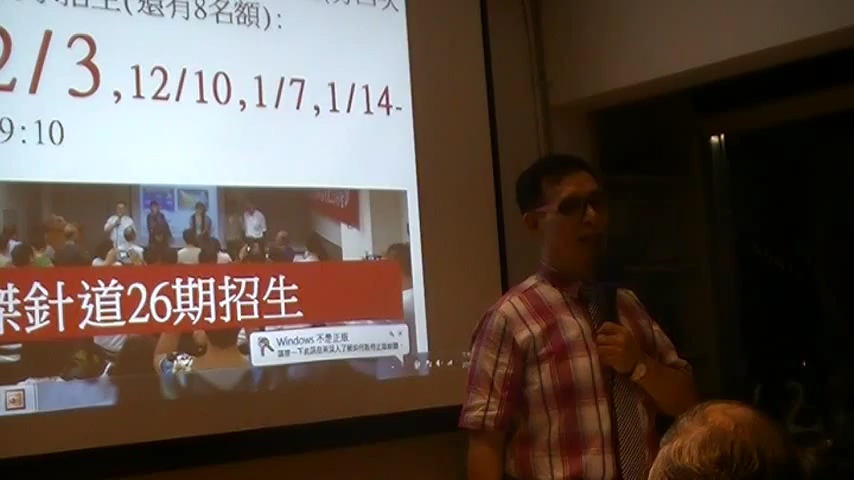 招生(還有8名額):
2/3,12/10,1/7,1/14-
9:10
傑針道26期招生
Windows 不是正版